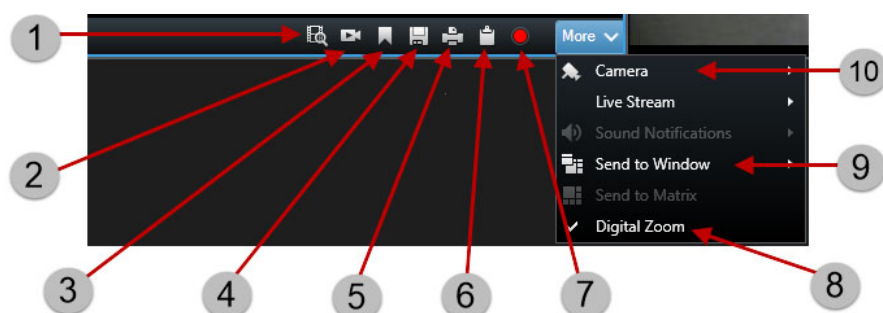 1
More
Camera
10
Live Stream
Sound Notifications
2
Send to Window
9
Send to Matrix
Digital Zoom
3
4
5
6
7
8